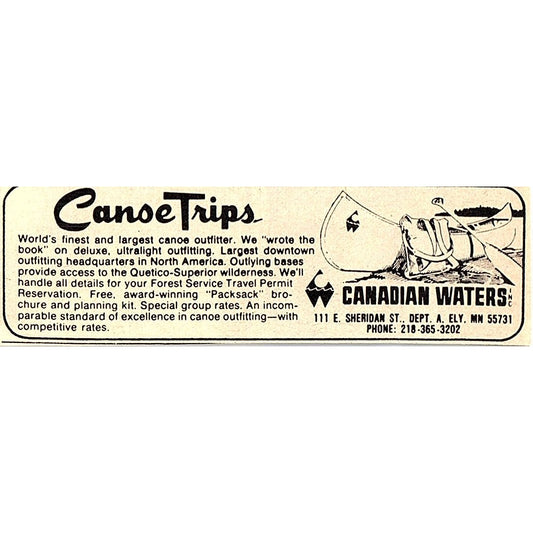 Canoe Trips
World's finest and largest canoe outfitter. We "wrote the
book" on deluxe, ultralight outfitting. Largest downtown
outfitting headquarters in North America. Outlying bases
provide access to the Quetico-Superior wilderness. We'll
handle all details for your Forest Service Travel Permit
Reservation. Free, award-winning "Packsack" bro-
chure and planning kit. Special group rates. An incom-
parable standard of excellence in canoe outfitting—with
competitive rates.
CANADIAN WATERS INC
111 E. SHERIDAN ST., DEPT. A, ELY, MN 55731
PHONE: 218-365-3202